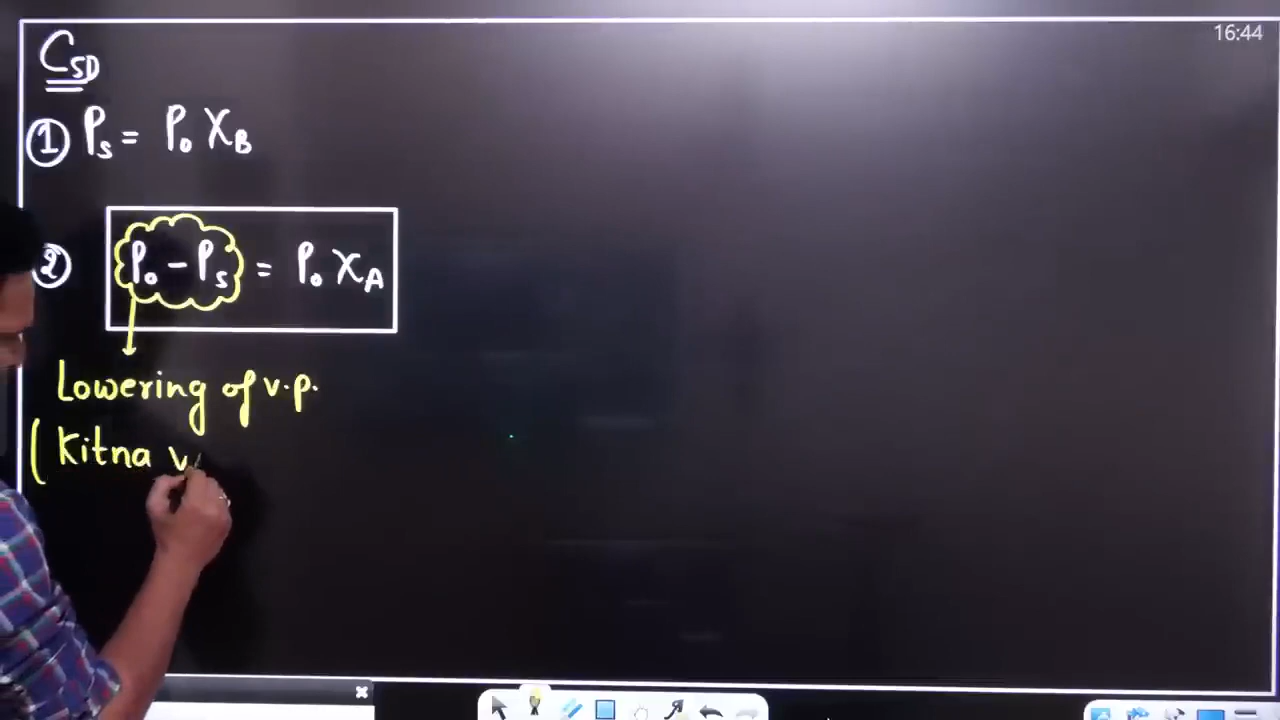 16:44
CSD
① Ps = P₀ XB
② P₀ - Ps = P₀ XA
Lowering of v.p.
(Kitna v